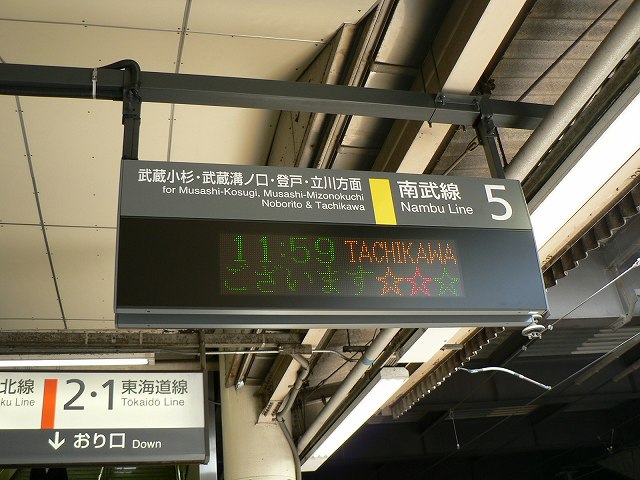 武蔵小杉・武蔵溝ノ口・登戸・立川方面
for Musashi-Kosugi, Musashi-Mizonokuchi
Noborito & Tachikawa
南武線
Nambu Line
5
11:59 TACHIKAWA
ございます☆☆☆
北線
ku Line
2・1
東海道線
Tōkaidō Line
↓ おり口 Down